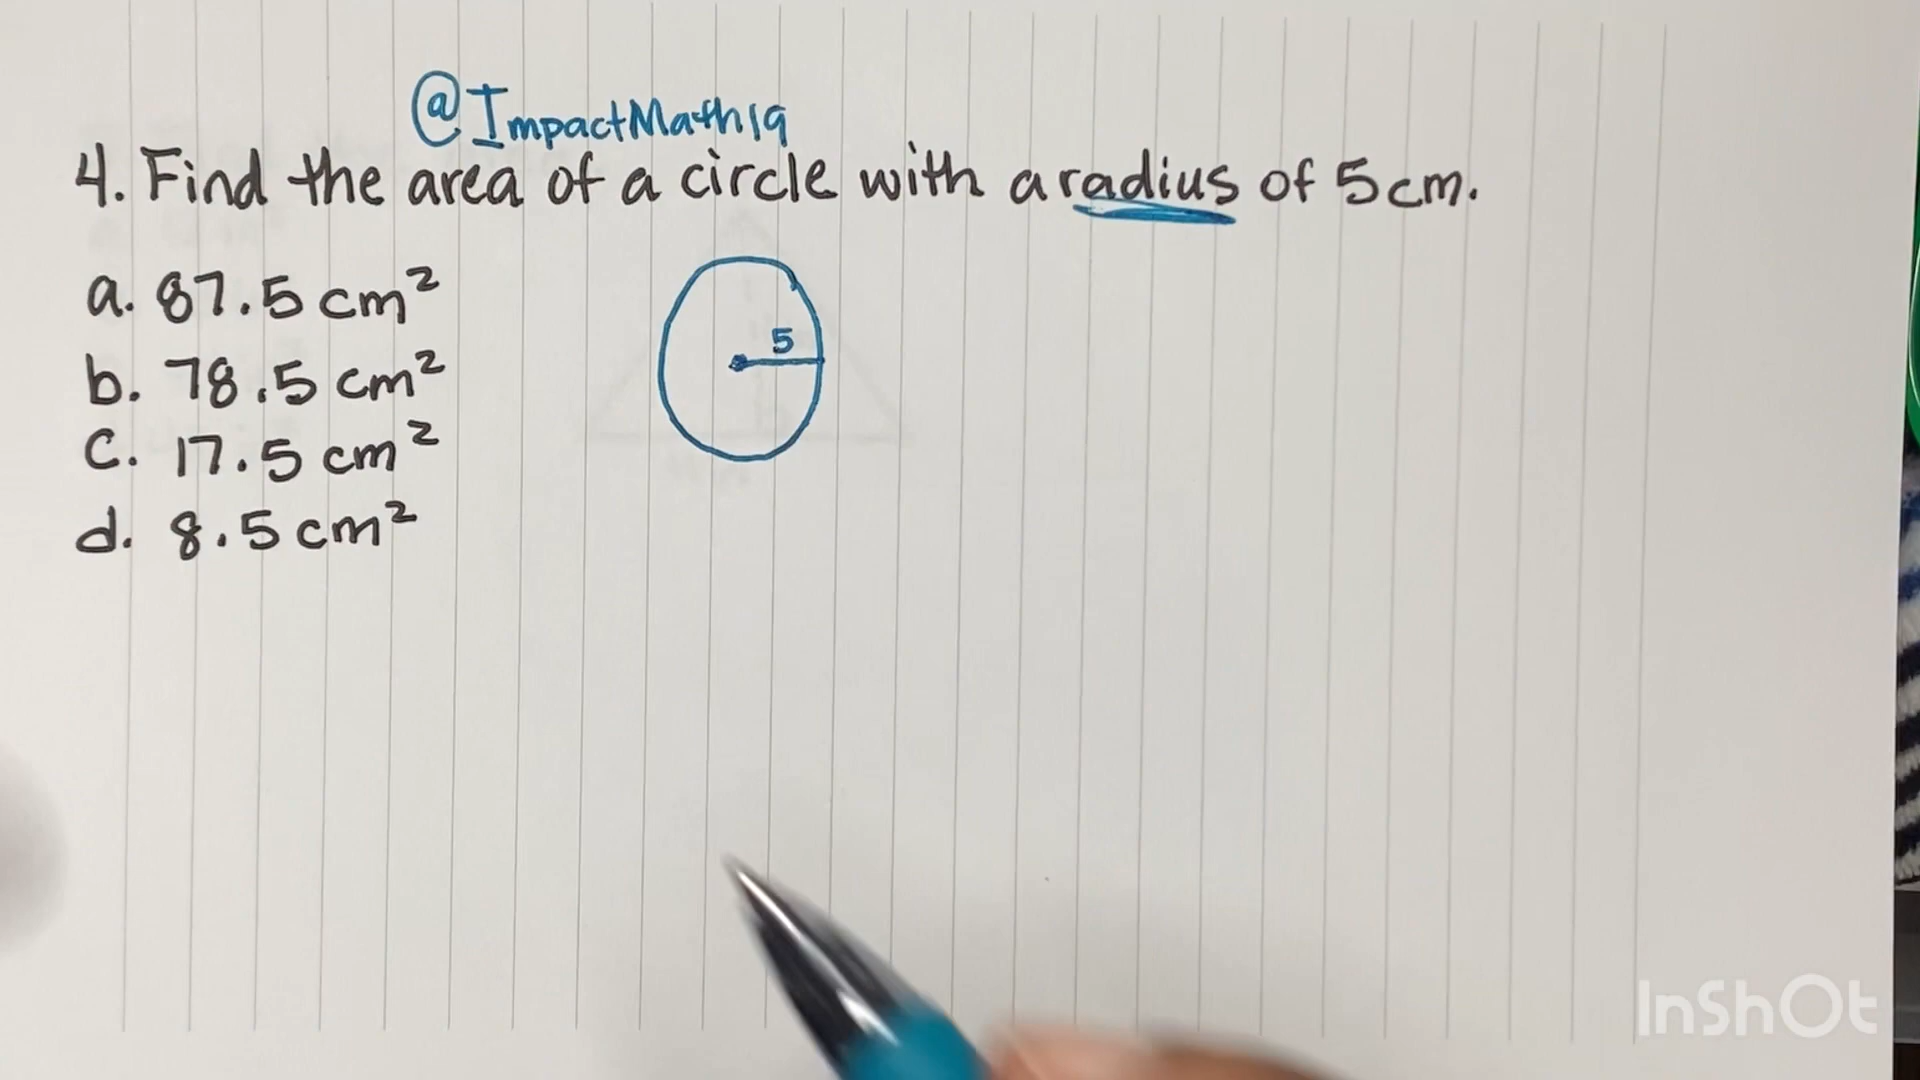 @ImpactMath19
4. Find the area of a circle with a radius of 5cm.
a. 87.5 cm²
b. 78.5 cm²
c. 17.5 cm²
d. 8.5 cm²
5
InShOt